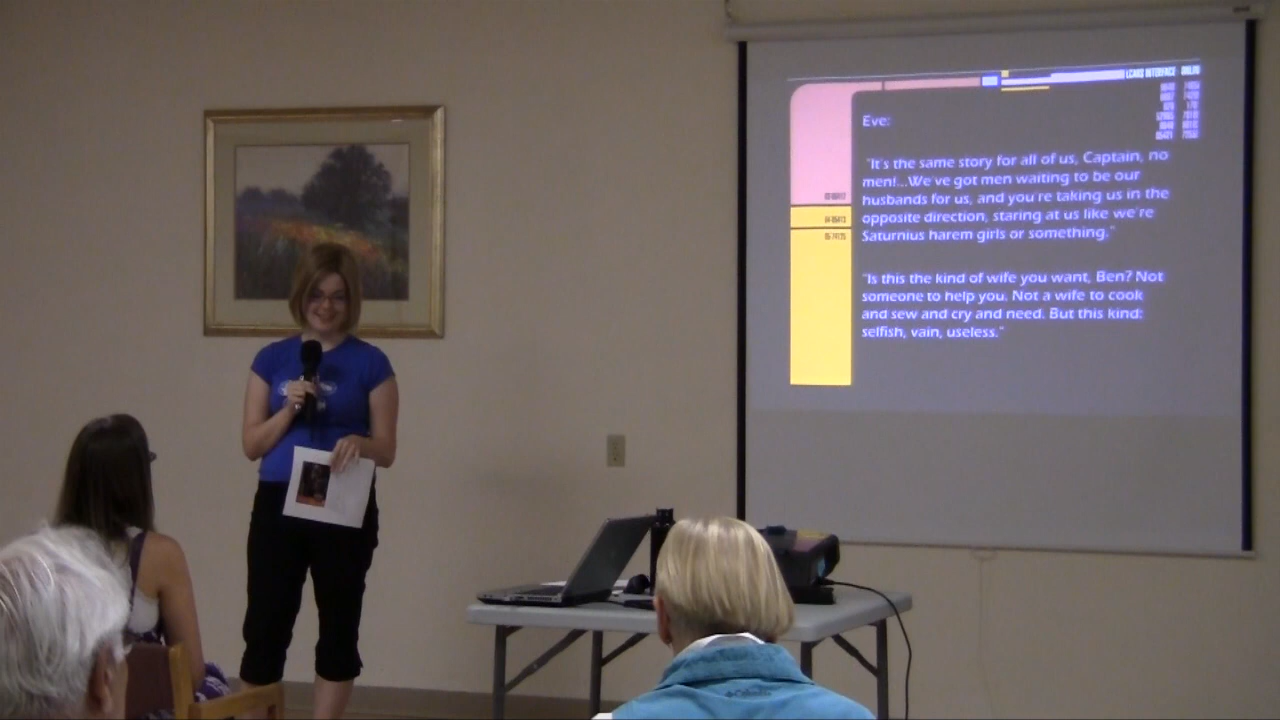 LCARS INTERFACE ONLINE
Eve:
"It's the same story for all of us, Captain, no
men!...We've got men waiting to be our
husbands for us, and you're taking us in the
opposite direction, staring at us like we're
Saturnius harem girls or something."
"Is this the kind of wife you want, Ben? Not
someone to help you. Not a wife to cook
and sew and cry and need. But this kind:
selfish, vain, useless."
Columbia